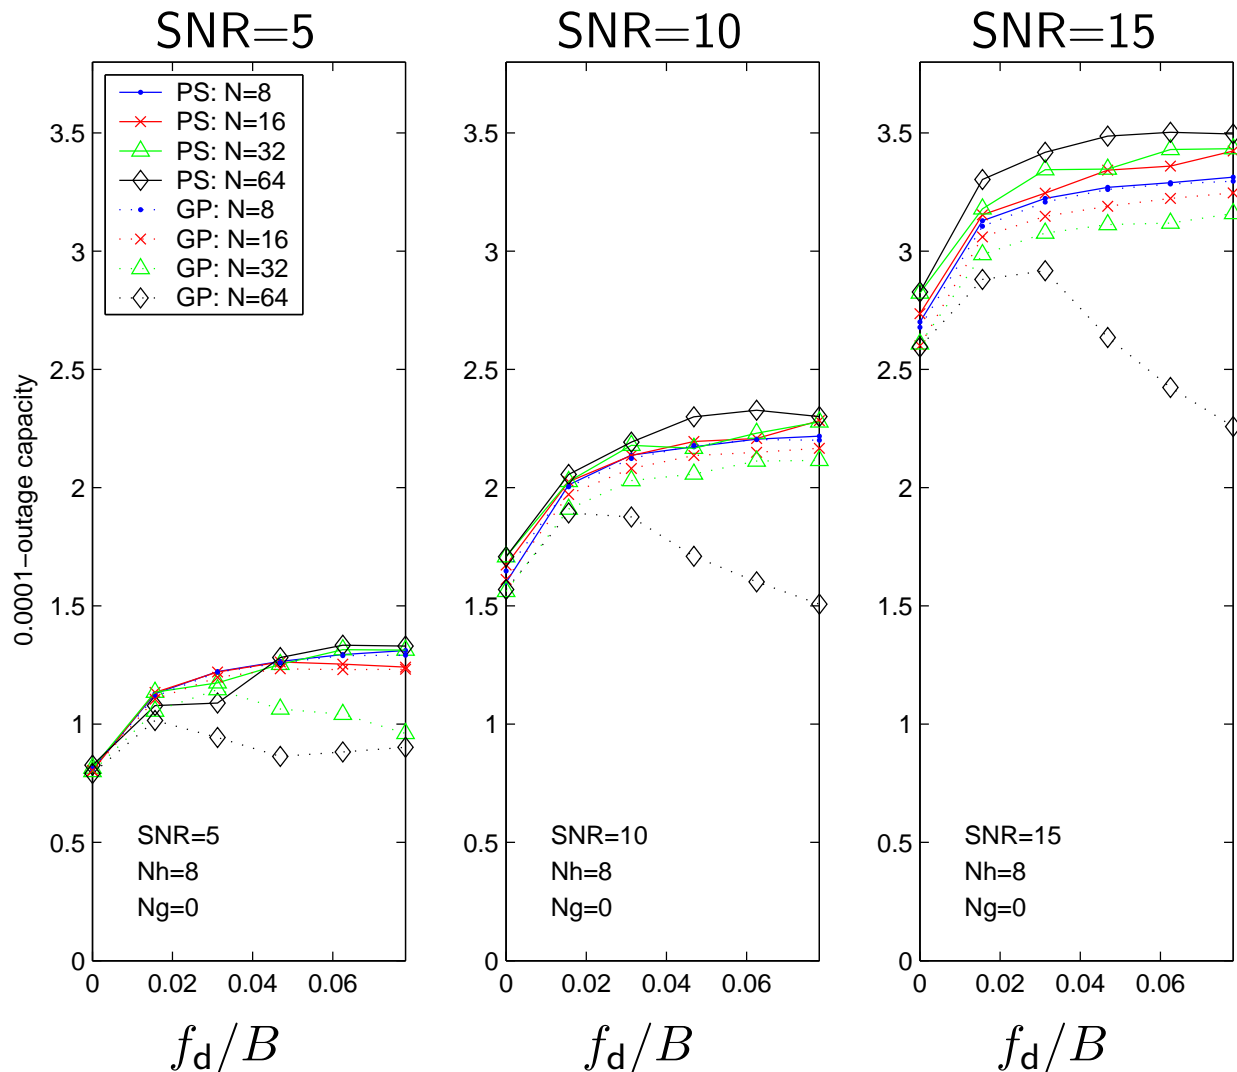 SNR=5
SNR=10
SNR=15
PS: N=8
PS: N=16
PS: N=32
PS: N=64
GP: N=8
GP: N=16
GP: N=32
GP: N=64
0.0001−outage capacity
3.5
3
2.5
2
1.5
1
0.5
0
SNR=5
Nh=8
Ng=0
0 0.02 0.04 0.06
f_d/B
3.5
3
2.5
2
1.5
1
0.5
0
SNR=10
Nh=8
Ng=0
0 0.02 0.04 0.06
f_d/B
3.5
3
2.5
2
1.5
1
0.5
0
SNR=15
Nh=8
Ng=0
0 0.02 0.04 0.06
f_d/B